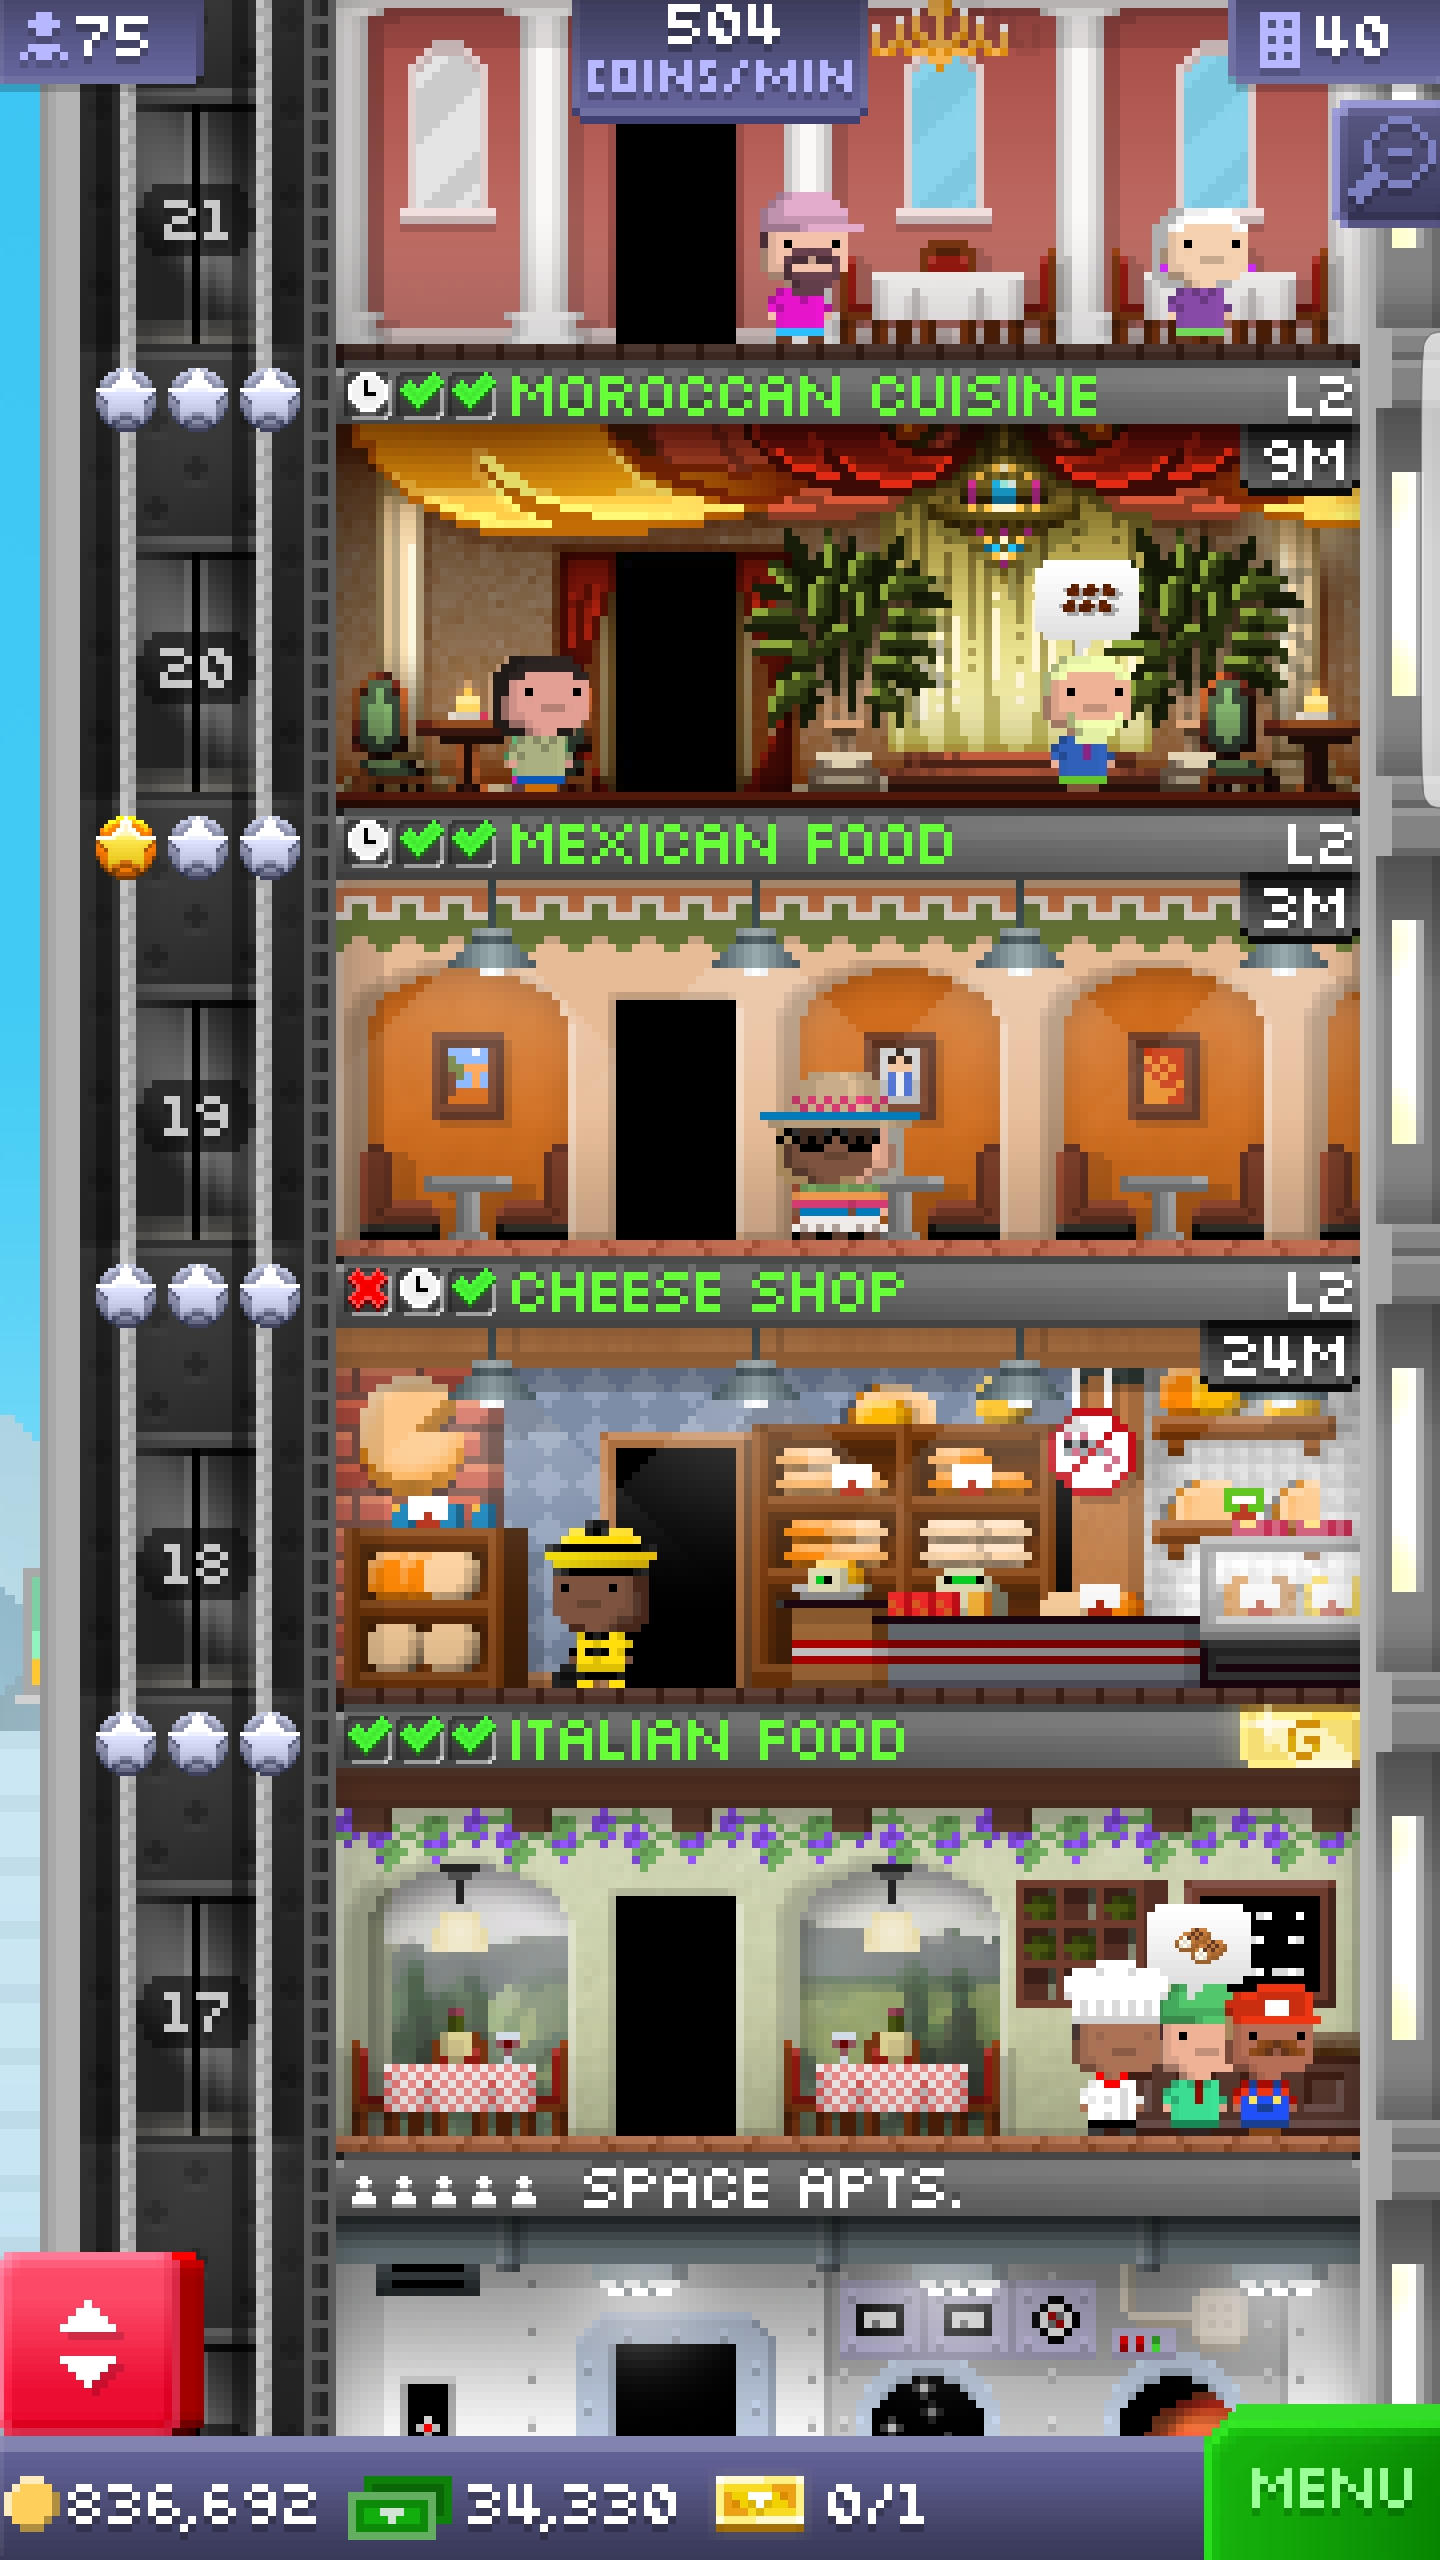 75
504
COINS/MIN
40
21
MOROCCAN CUISINE L2
9M
20
MEXICAN FOOD L2
3M
19
CHEESE SHOP L2
24M
18
ITALIAN FOOD G
17
SPACE APTS.
836,692 34,330 0/1
MENU